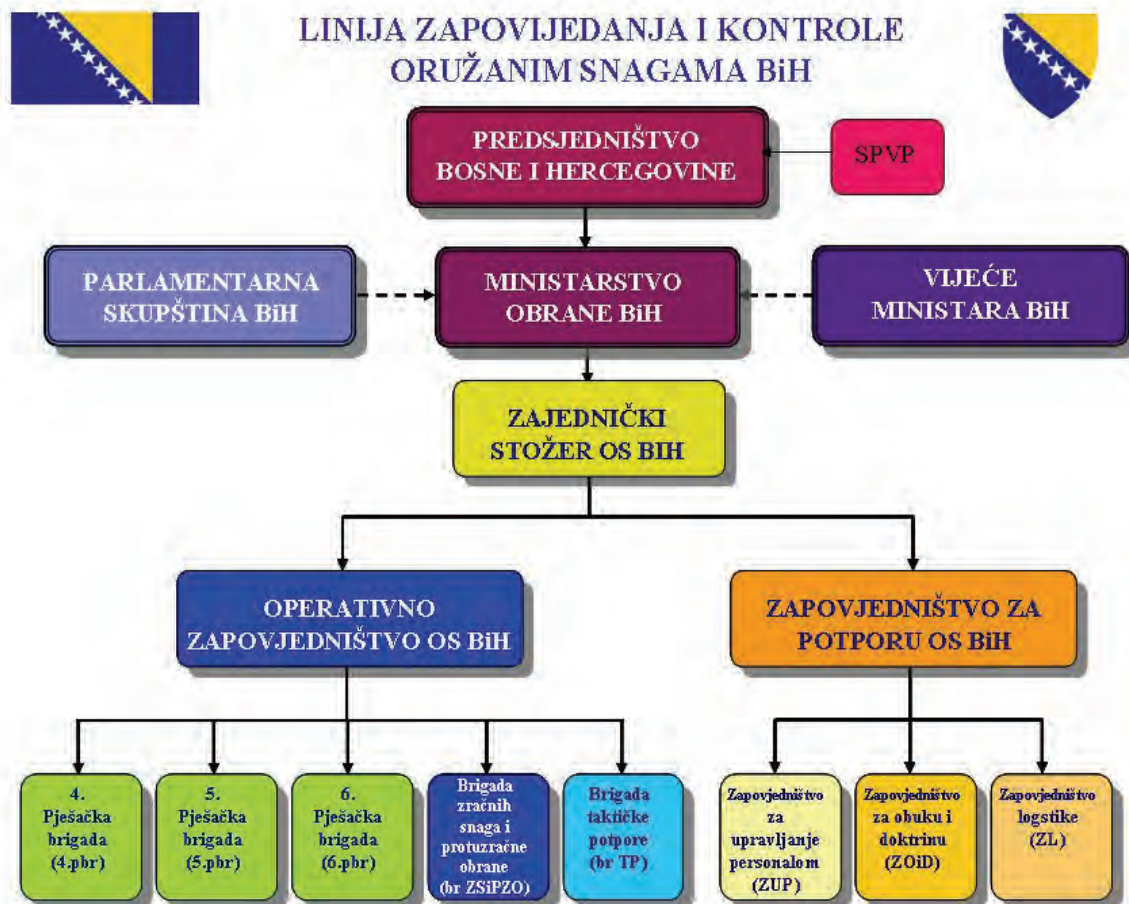 LINIJA ZAPOVIJEDANJA I KONTROLE
ORUŽANIM SNAGAMA BiH
PREDSJEDNIŠTVO
BOSNE I HERCEGOVINE
SPVP
PARLAMENTARNA
SKUPŠTINA BiH
MINISTARSTVO
OBRANE BiH
VIJEĆE
MINISTARA BiH
ZAJEDNIČKI
STOŽER OS BIH
OPERATIVNO
ZAPOVJEDNIŠTVO OS BiH
ZAPOVJEDNIŠTVO ZA
POTPORU OS BiH
4.
Pješačka
brigada
(4.pbr)
5.
Pješačka
brigada
(5.pbr)
6.
Pješačka
brigada
(6.pbr)
Brigada
zračnih
snaga i
protuzračne
obrane
(br ZSiPZO)
Brigada
taktičke
potpore
(br TP)
Zapovjedništvo
za
upravljanje
personalom
(ZUP)
Zapovjedništvo
za obuku i
doktrinu
(ZOiD)
Zapovjedništvo
logstike
(ZL)